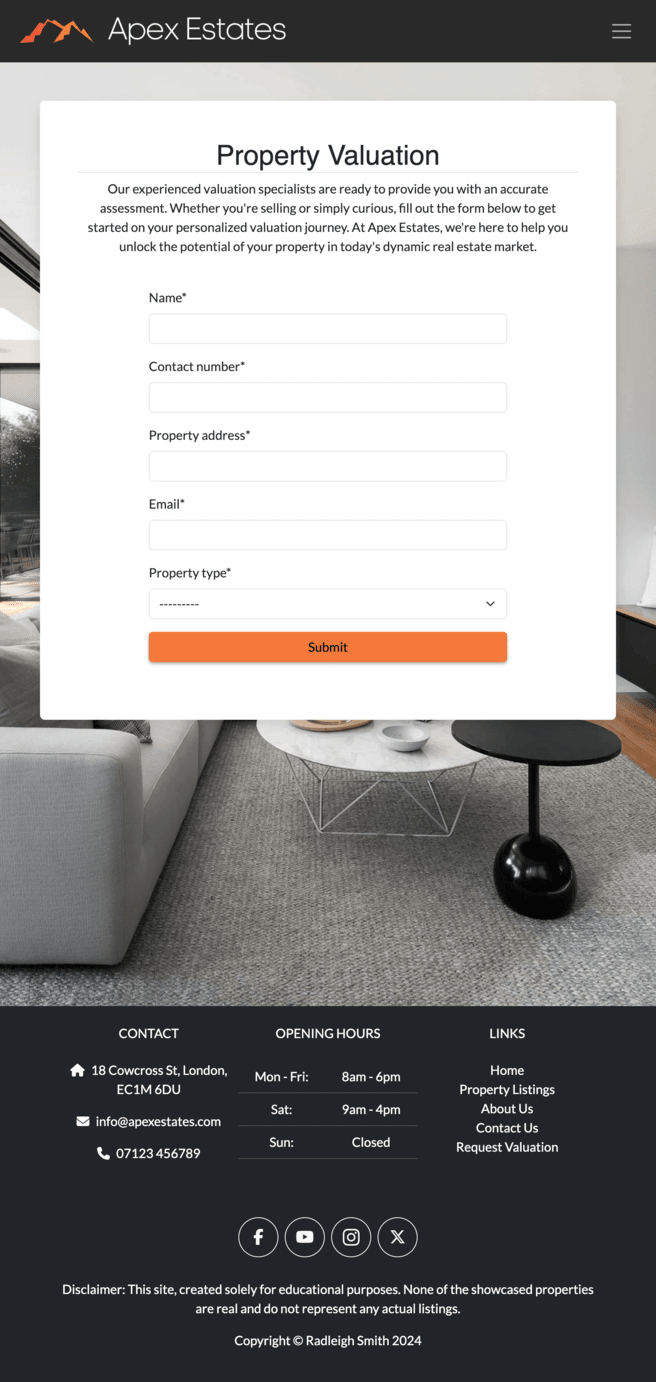 Apex Estates
Property Valuation
Our experienced valuation specialists are ready to provide you with an accurate
assessment. Whether you're selling or simply curious, fill out the form below to get
started on your personalized valuation journey. At Apex Estates, we're here to help you
unlock the potential of your property in today's dynamic real estate market.
Name*
Contact number*
Property address*
Email*
Property type*
---------
Submit
CONTACT
18 Cowcross St, London,
EC1M 6DU
info@apexestates.com
07123 456789
OPENING HOURS
Mon - Fri: 8am - 6pm
Sat: 9am - 4pm
Sun: Closed
LINKS
Home
Property Listings
About Us
Contact Us
Request Valuation
Disclaimer: This site, created solely for educational purposes. None of the showcased properties
are real and do not represent any actual listings.
Copyright © Radleigh Smith 2024